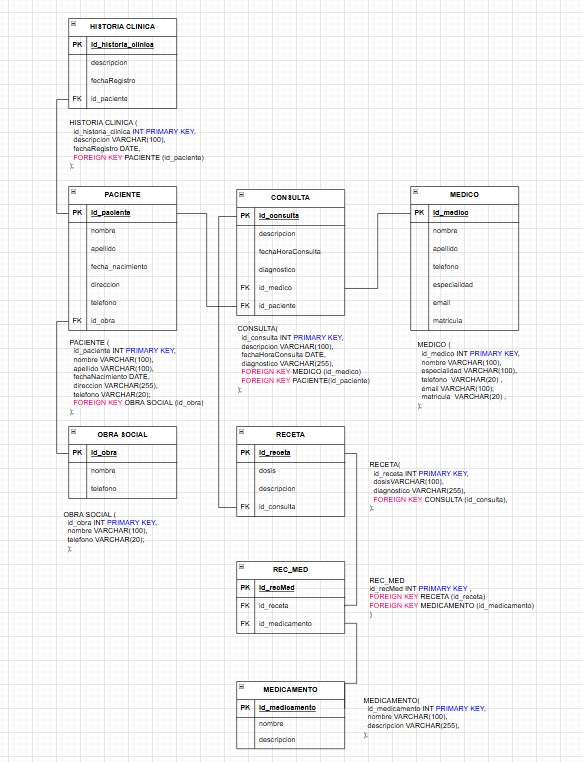 HISTORIA CLINICA
PK id_historia_clinica
descripcion
fechaRegistro
FK id_paciente
HISTORIA CLINICA (
id_historia_clinica INT PRIMARY KEY,
descripcion VARCHAR(100),
fechaRegistro DATE,
FOREIGN KEY PACIENTE (id_paciente)
);
PACIENTE
PK id_paciente
nombre
apellido
fecha_nacimiento
direccion
telefono
FK id_obra
PACIENTE (
id_paciente INT PRIMARY KEY,
nombre VARCHAR(100),
apellido VARCHAR(100),
fechaNacimiento DATE,
direccion VARCHAR(255),
telefono VARCHAR(20);
FOREIGN KEY OBRA SOCIAL (id_obra)
);
CONSULTA
PK id_consulta
descripcion
fechaHoraConsulta
diagnostico
FK id_medico
FK id_paciente
CONSULTA(
id_consulta INT PRIMARY KEY,
descripcion VARCHAR(100),
fechaHoraConsulta DATE,
diagnostico VARCHAR(255),
FOREIGN KEY MEDICO (id_medico)
FOREIGN KEY PACIENTE(id_paciente)
);
MEDICO
PK id_medico
nombre
apellido
telefono
especialidad
email
matricula
MEDICO (
id_medico INT PRIMARY KEY,
nombre VARCHAR(100),
especialidad VARCHAR(100),
telefono VARCHAR(20) ,
email VARCHAR(100);
matricula VARCHAR(20) ,
);
OBRA SOCIAL
PK id_obra
nombre
telefono
OBRA SOCIAL (
id_obra INT PRIMARY KEY,
nombre VARCHAR(100),
telefono VARCHAR(20);
);
RECETA
PK id_receta
dosis
descripcion
FK id_consulta
RECETA(
id_receta INT PRIMARY KEY,
dosisVARCHAR(100),
diagnostico VARCHAR(255),
FOREIGN KEY CONSULTA (id_consulta),
);
REC_MED
PK id_recMed
FK id_receta
FK id_medicamento
REC_MED
id_recMed INT PRIMARY KEY ,
FOREIGN KEY RECETA (id_receta)
FOREIGN KEY MEDICAMENTO (id_medicamento)
)
MEDICAMENTO
PK id_medicamento
nombre
descripcion
MEDICAMENTO(
id_medicamento INT PRIMARY KEY,
nombre VARCHAR(100),
descripcion VARCHAR(255),
);